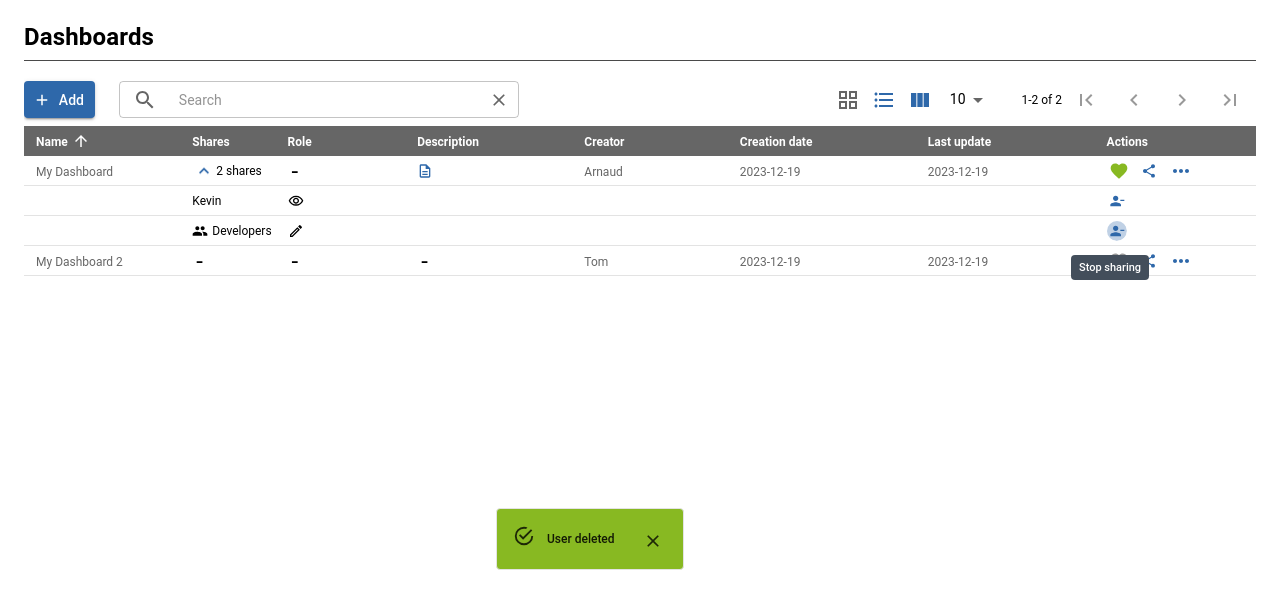 Dashboards
Add
Search
10
1-2 of 2
Name Shares Role Description Creator Creation date Last update Actions
My Dashboard 2 shares - Arnaud 2023-12-19 2023-12-19
Kevin
Developers
My Dashboard 2 - - - Tom 2023-12-19 2023-12-19
Stop sharing
User deleted